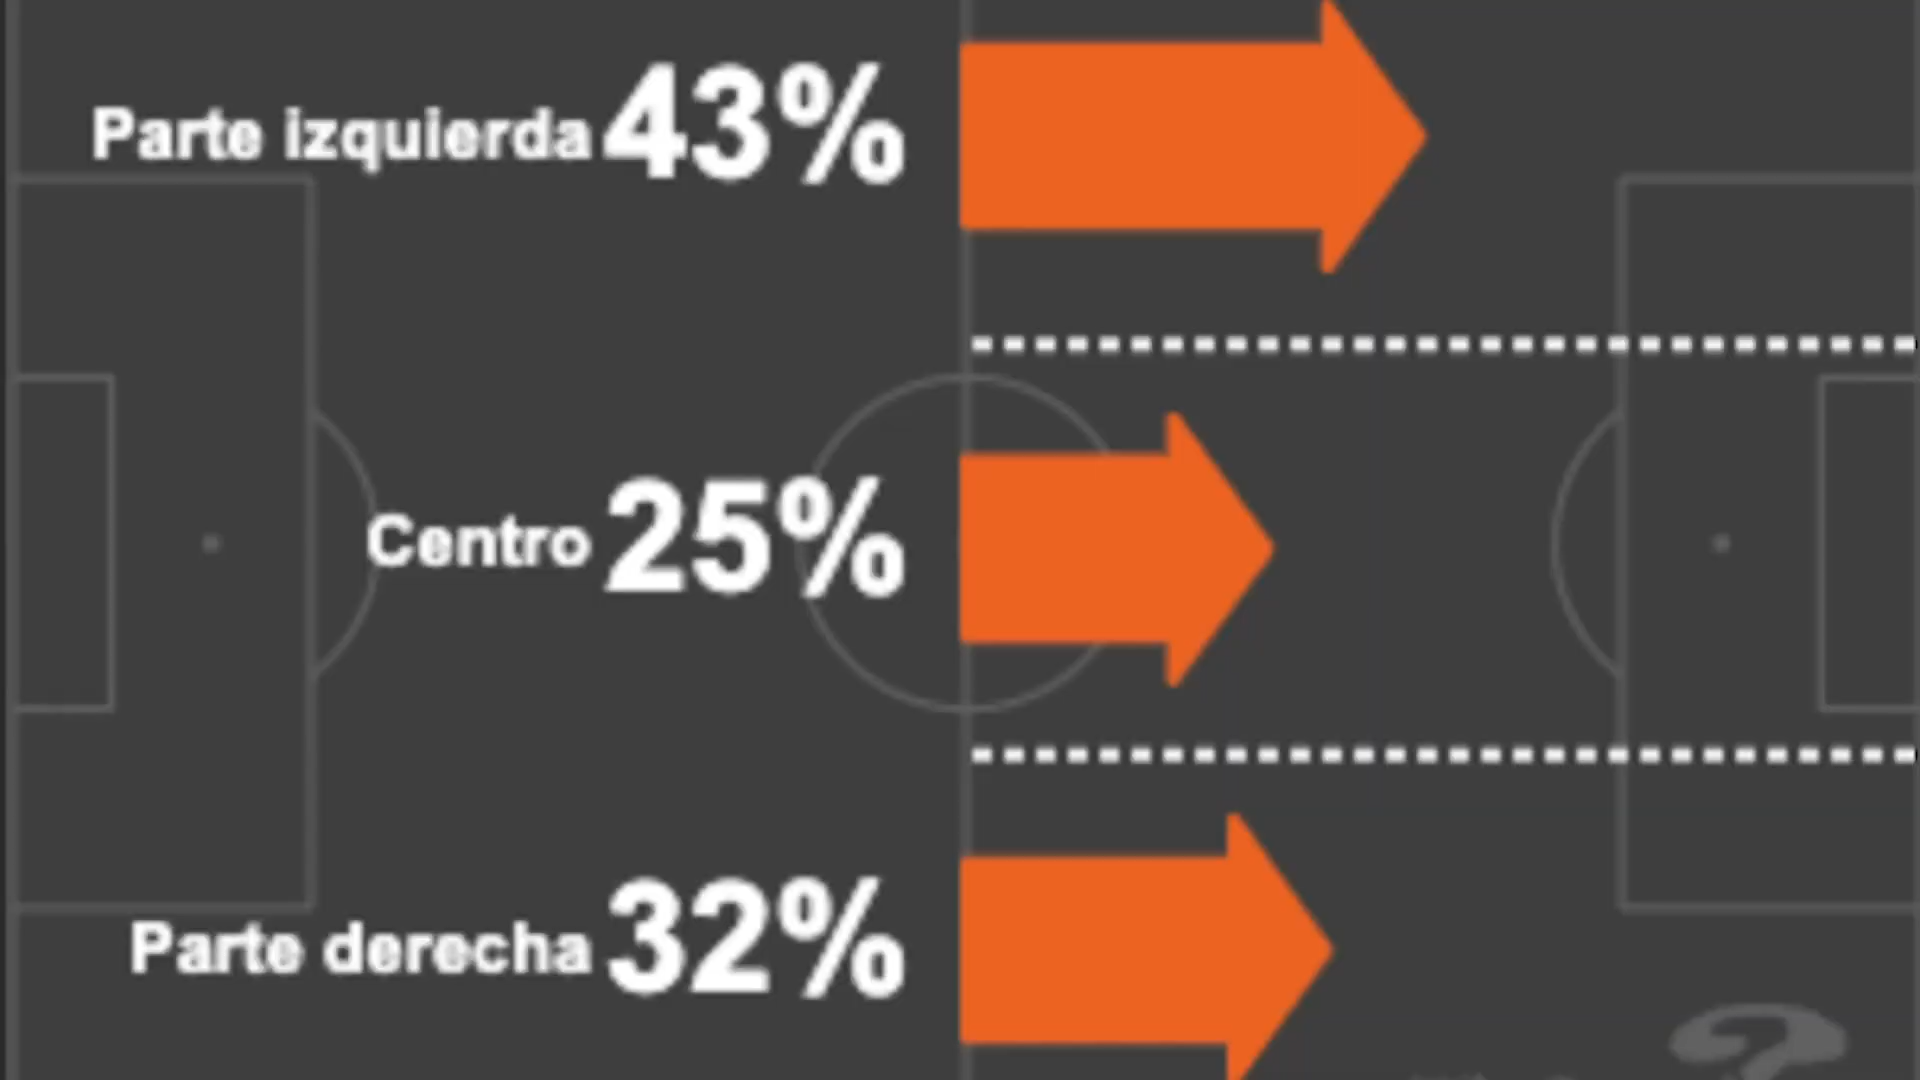 Parte izquierda 43%
Centro 25%
Parte derecha 32%